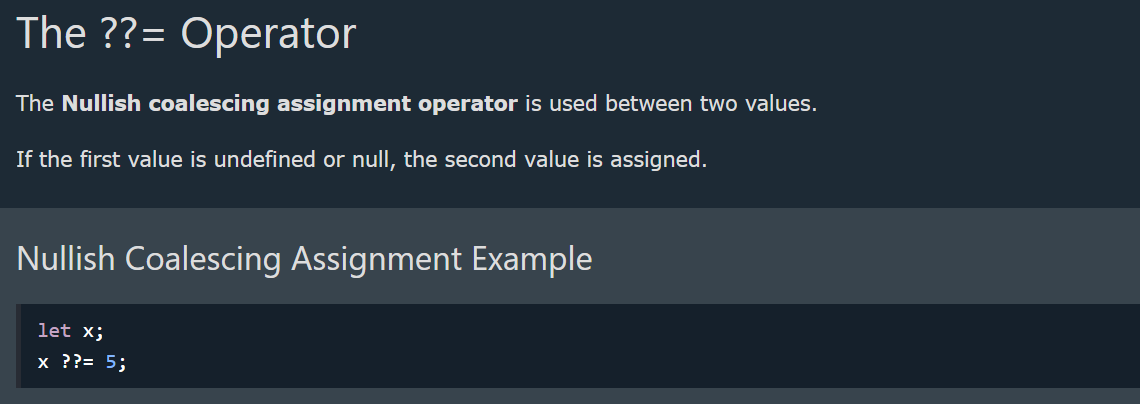 The ??= Operator
The Nullish coalescing assignment operator is used between two values.
If the first value is undefined or null, the second value is assigned.
Nullish Coalescing Assignment Example
let x;
x ??= 5;